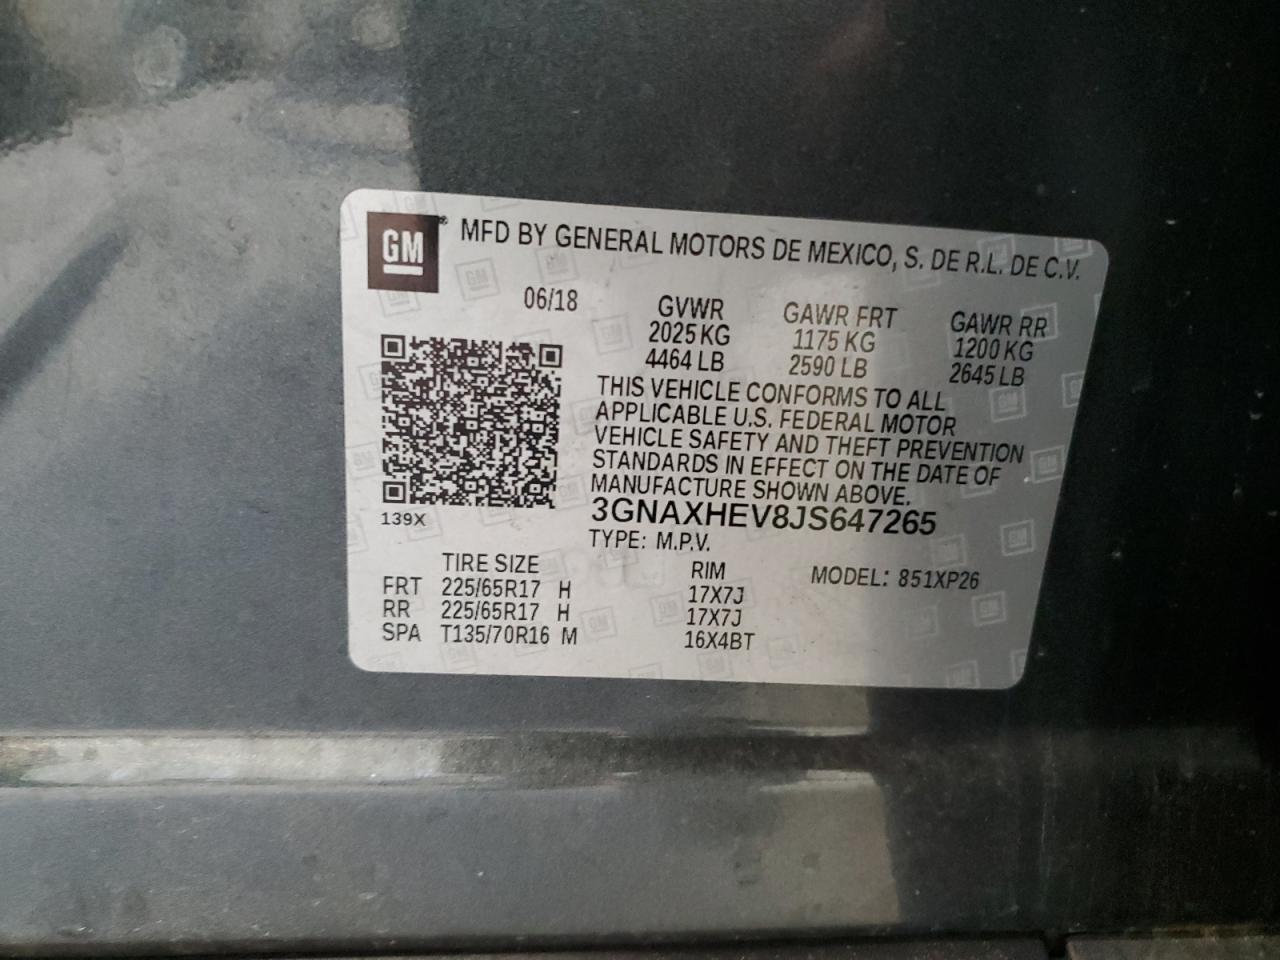 GM ® MFD BY GENERAL MOTORS DE MEXICO, S. DE R.L. DE C.V.
06/18 GVWR GAWR FRT GAWR RR
2025 KG 1175 KG 1200 KG
4464 LB 2590 LB 2645 LB
THIS VEHICLE CONFORMS TO ALL
APPLICABLE U.S. FEDERAL MOTOR
VEHICLE SAFETY AND THEFT PREVENTION
STANDARDS IN EFFECT ON THE DATE OF
MANUFACTURE SHOWN ABOVE.
139X 3GNAXHEV8JS647265
TYPE: M.P.V.
TIRE SIZE RIM MODEL: 851XP26
FRT 225/65R17 H 17X7J
RR 225/65R17 H 17X7J
SPA T135/70R16 M 16X4BT